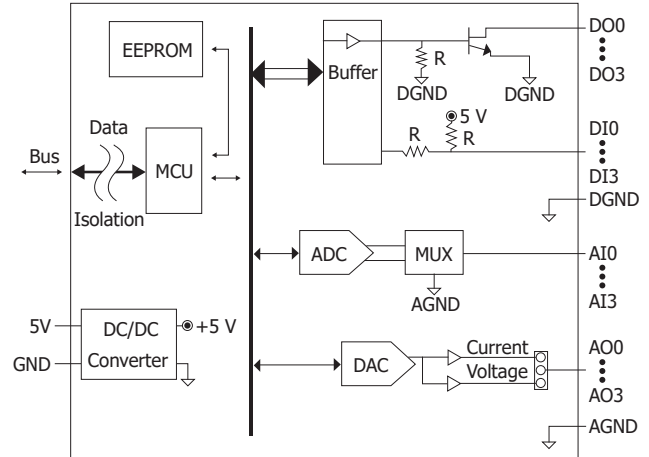 EEPROM
Data
Bus
MCU
Isolation
5V
GND
DC/DC
Converter
+5 V
Buffer
R
DGND
DGND
5 V
R
R
DO0
DO3
DI0
DI3
DGND
ADC
MUX
AGND
AI0
AI3
DAC
Current
Voltage
AO0
AO3
AGND